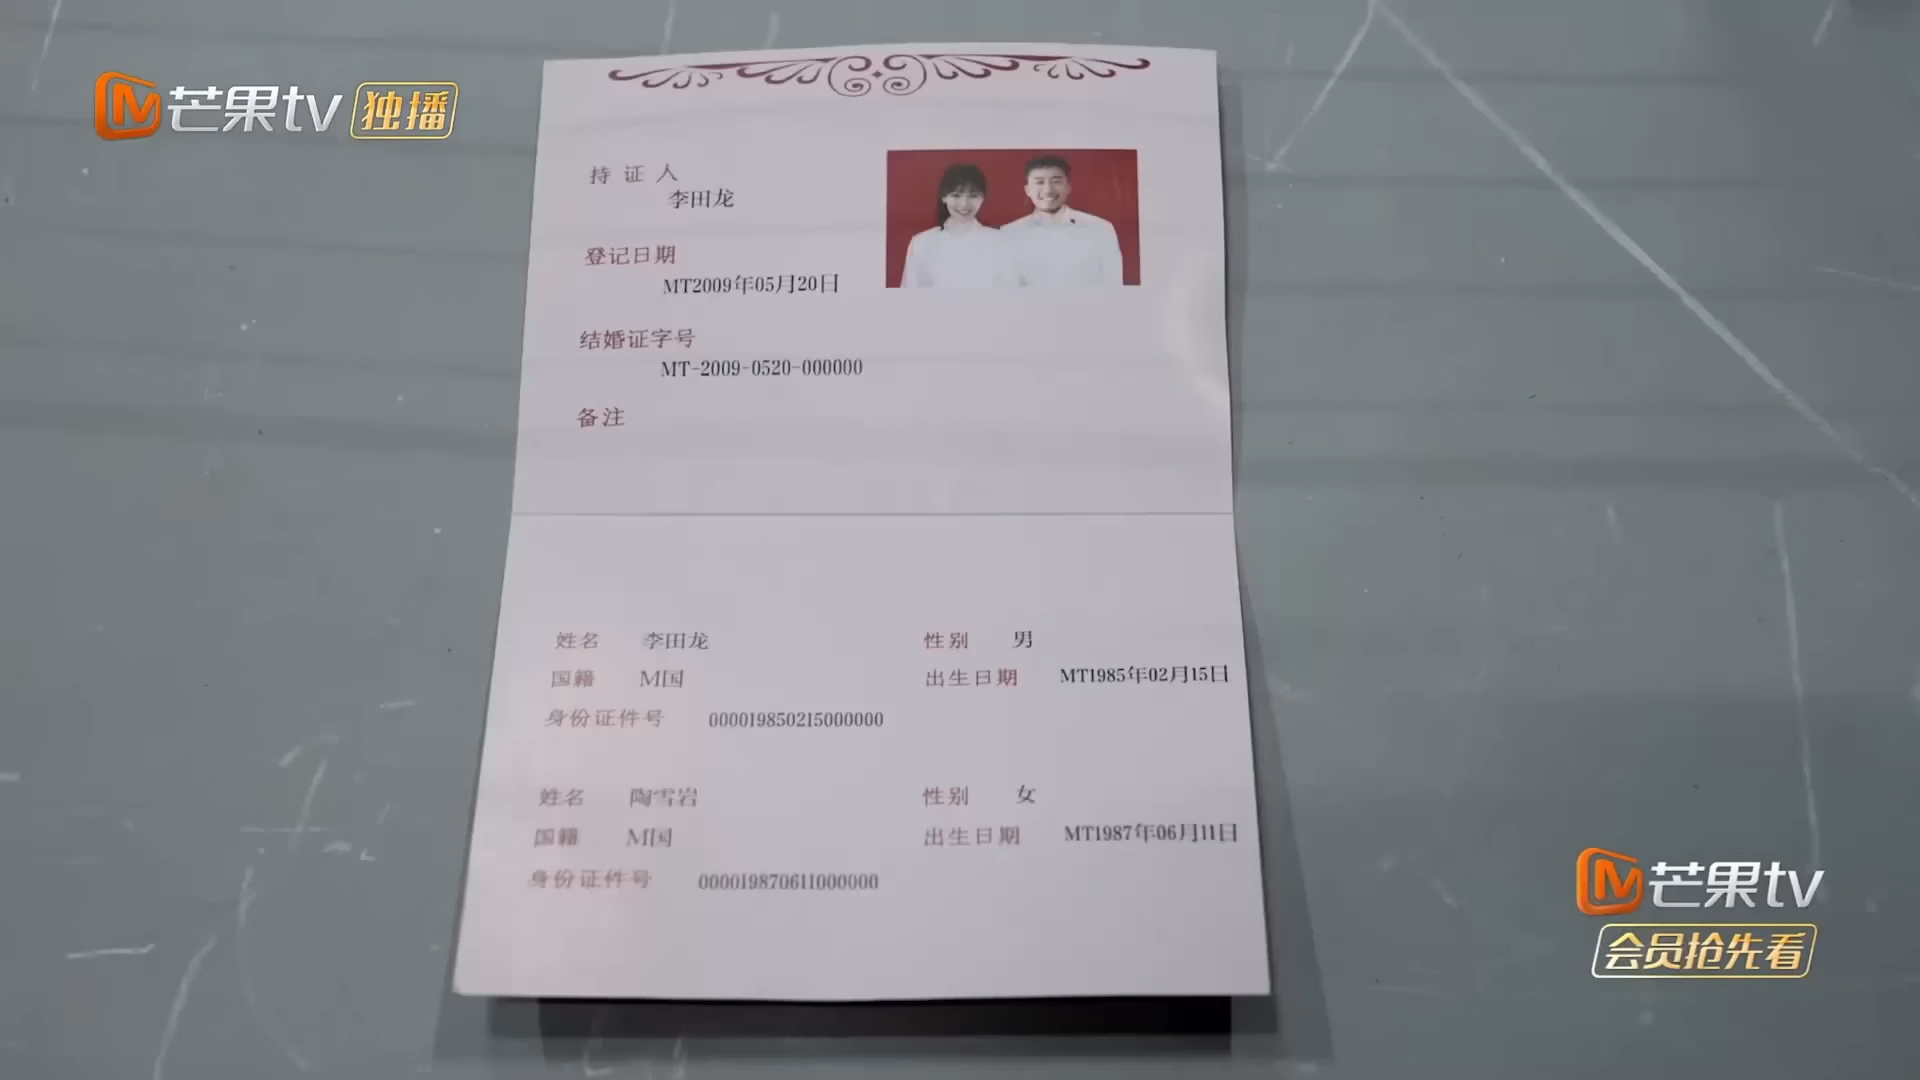 芒果tv 独播
持证人
李田龙
登记日期
MT2009年05月20日
结婚证字号
MT-2009-0520-000000
备注
姓名 李田龙 性别 男
国籍 M国 出生日期 MT1985年02月15日
身份证件号 000019850215000000
姓名 陶雪岩 性别 女
国籍 M国 出生日期 MT1987年06月11日
身份证件号 000019870611000000
芒果tv
会员抢先看